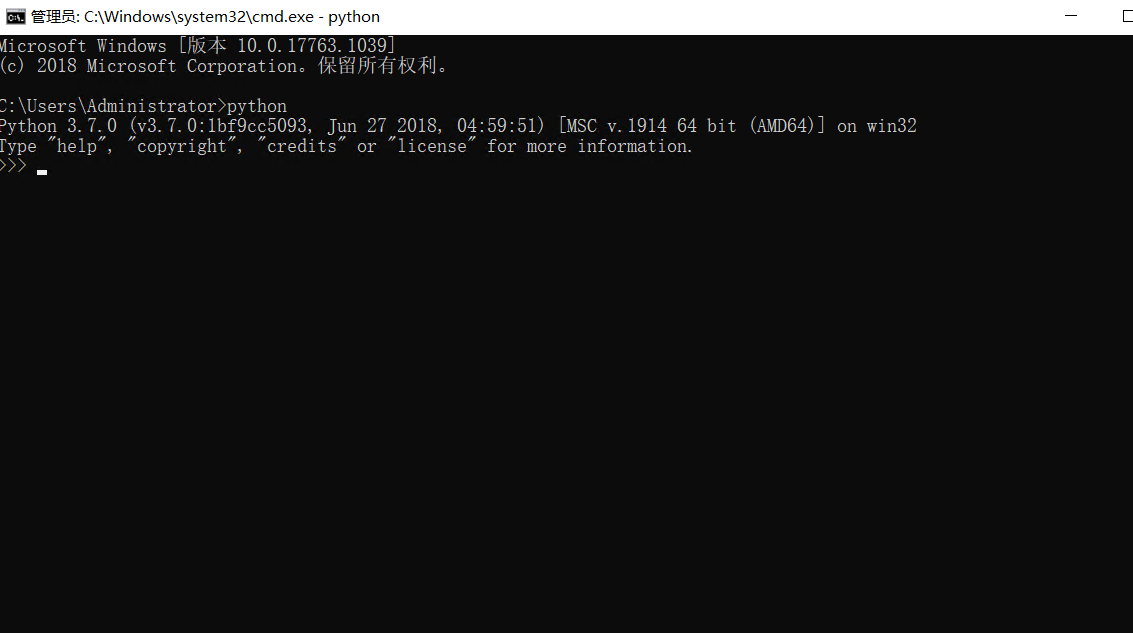 管理员: C:\Windows\system32\cmd.exe - python
Microsoft Windows [版本 10.0.17763.1039]
(c) 2018 Microsoft Corporation。保留所有权利。
C:\Users\Administrator>python
Python 3.7.0 (v3.7.0:1bf9cc5093, Jun 27 2018, 04:59:51) [MSC v.1914 64 bit (AMD64)] on win32
Type "help", "copyright", "credits" or "license" for more information.
>>>